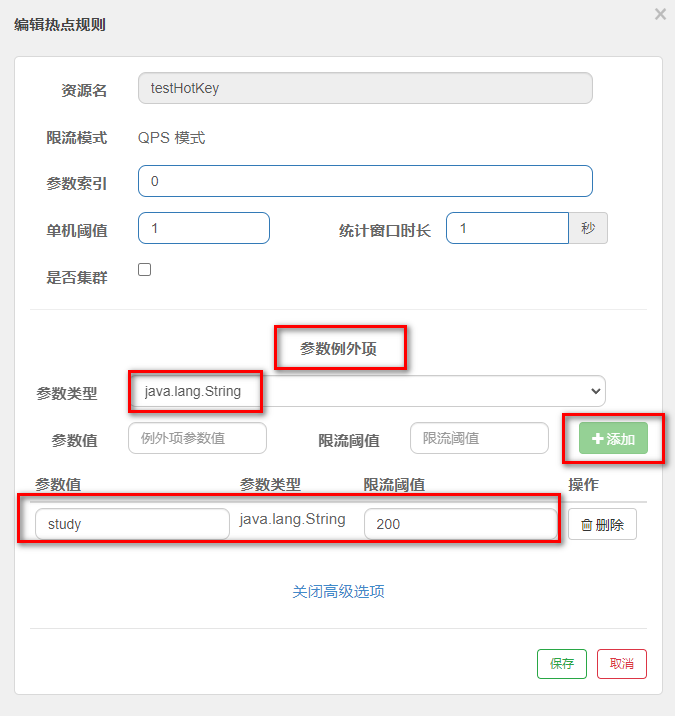 编辑热点规则
×
资源名 testHotKey
限流模式 QPS 模式
参数索引 0
单机阈值 1 统计窗口时长 1 秒
是否集群
参数例外项
参数类型 java.lang.String
参数值 例外项参数值 限流阈值 限流阈值 +添加
参数值 参数类型 限流阈值 操作
study java.lang.String 200 删除
关闭高级选项
保存 取消